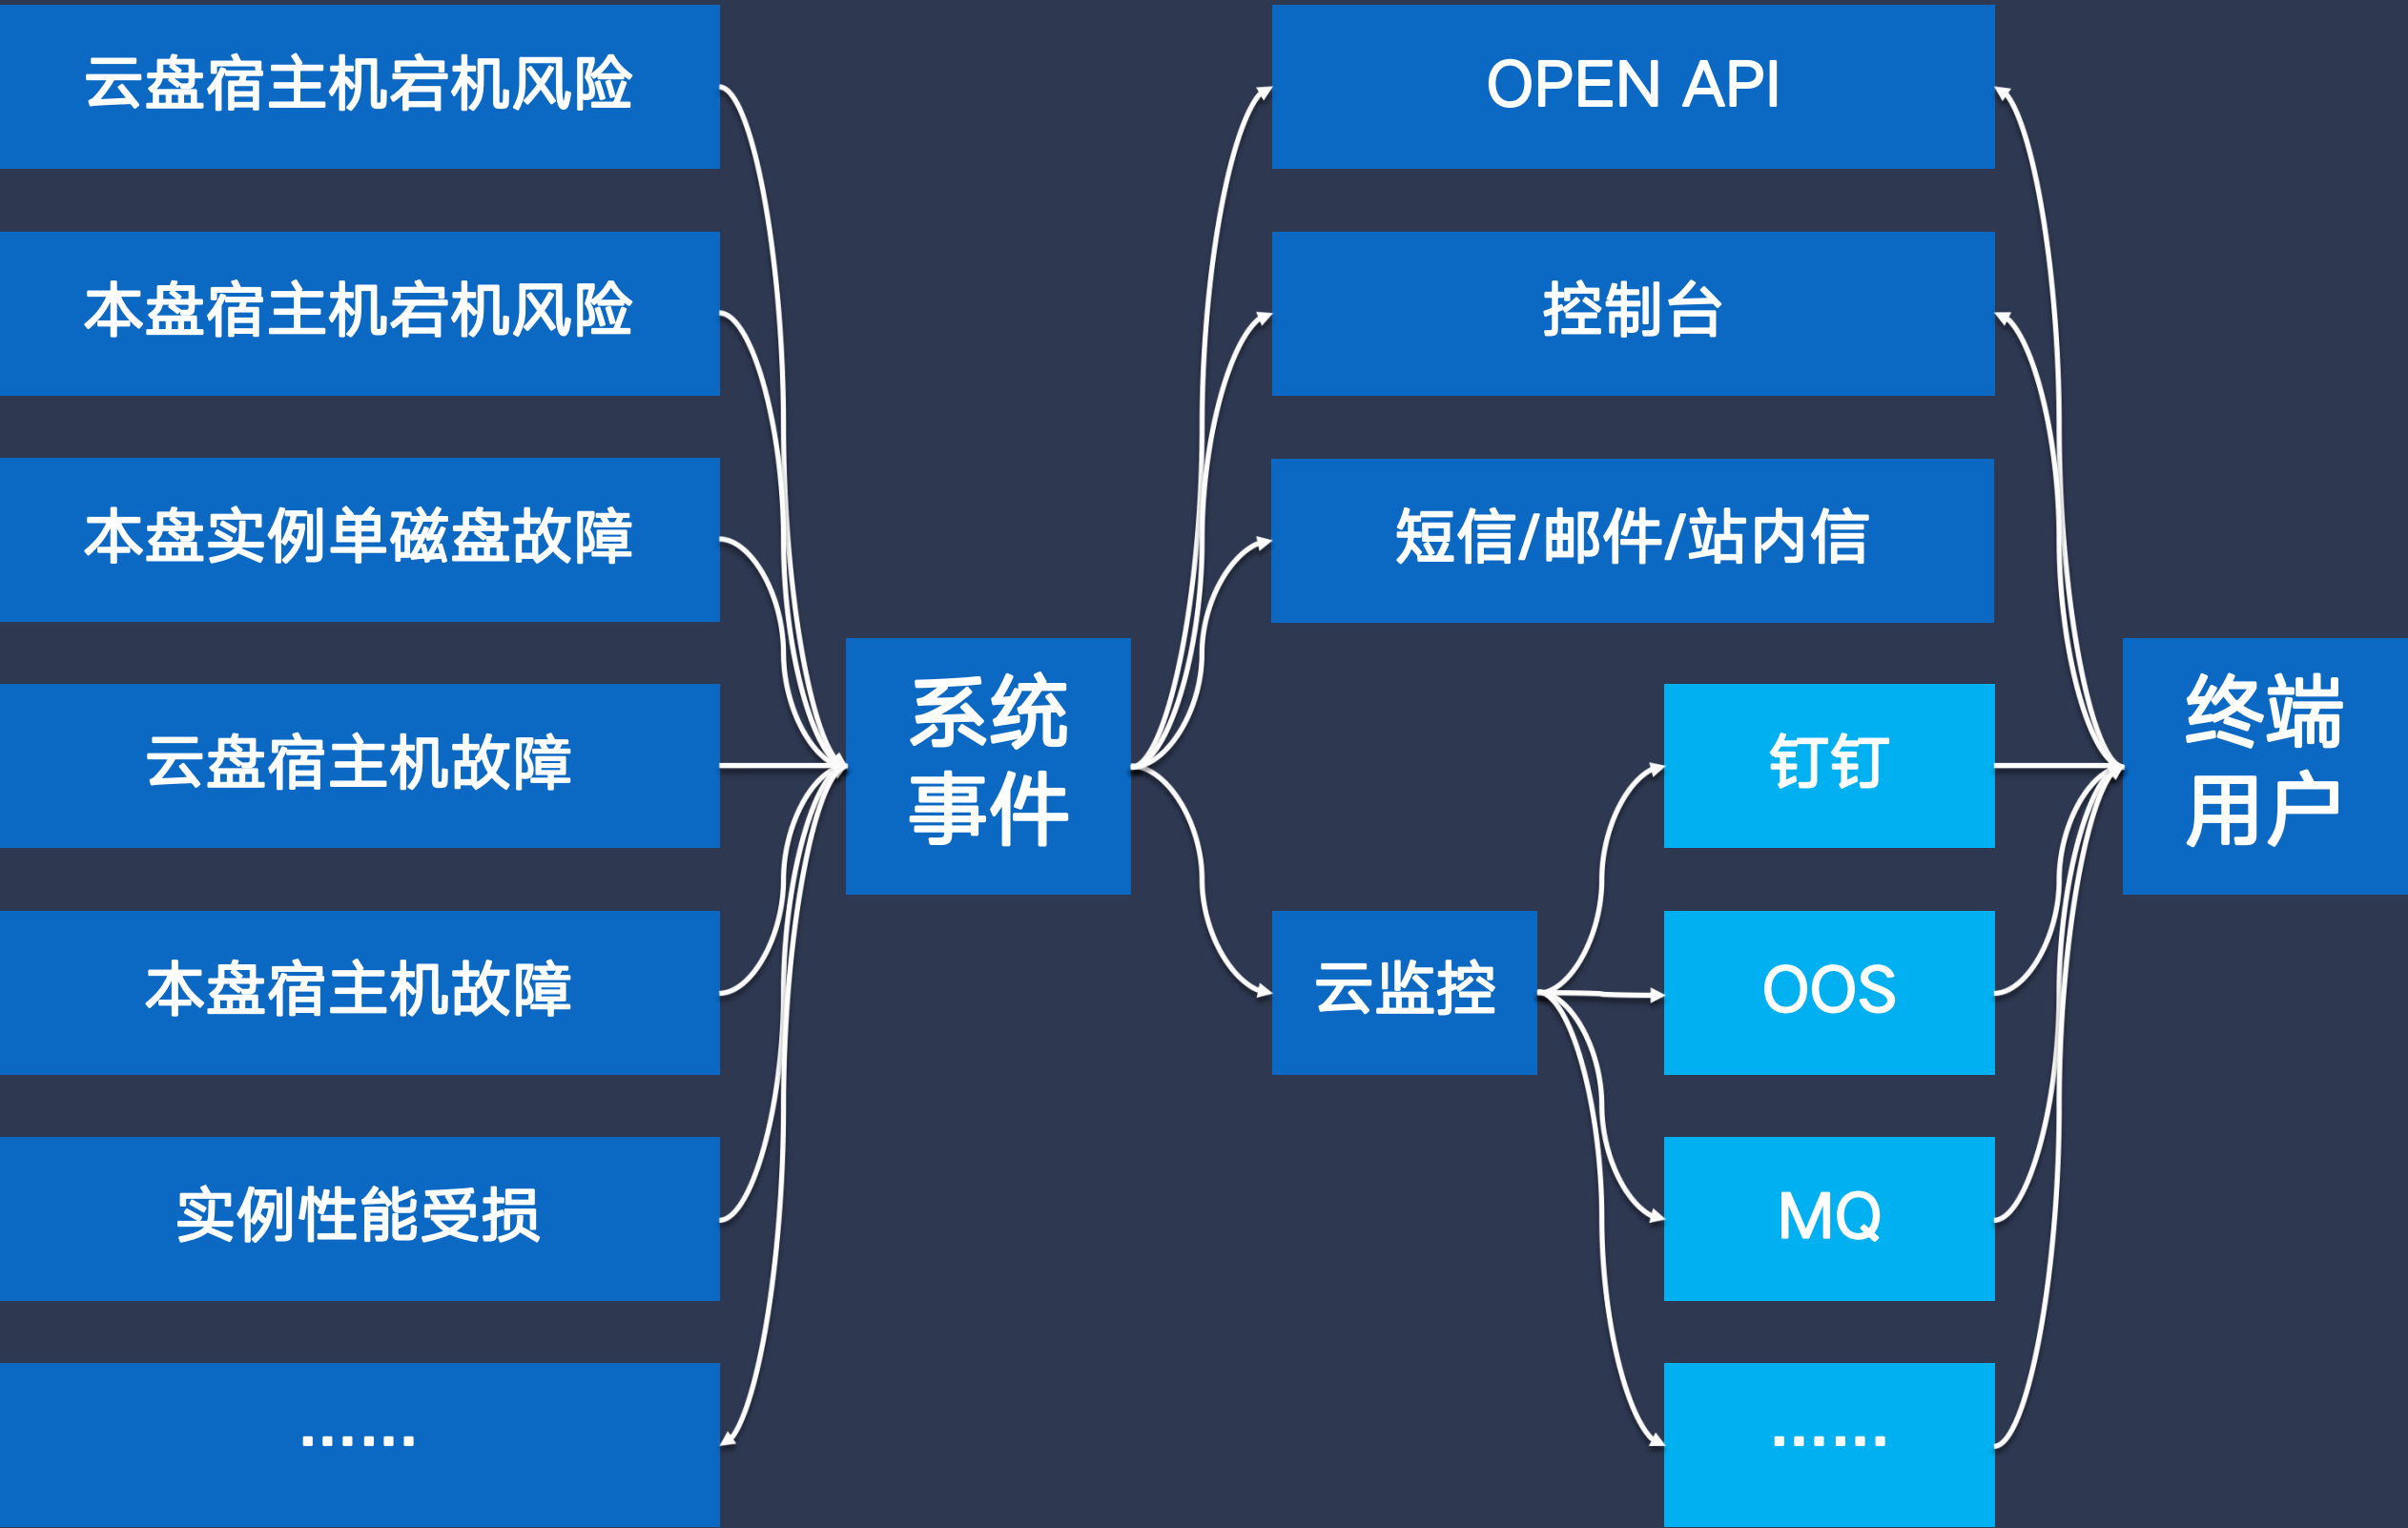 云盘宿主机宕机风险
本盘宿主机宕机风险
本盘实例单磁盘故障
云盘宿主机故障
本盘宿主机故障
实例性能受损
......
系统
事件
OPEN API
控制台
短信/邮件/站内信
云监控
钉钉
OOS
MQ
......
终端
用户